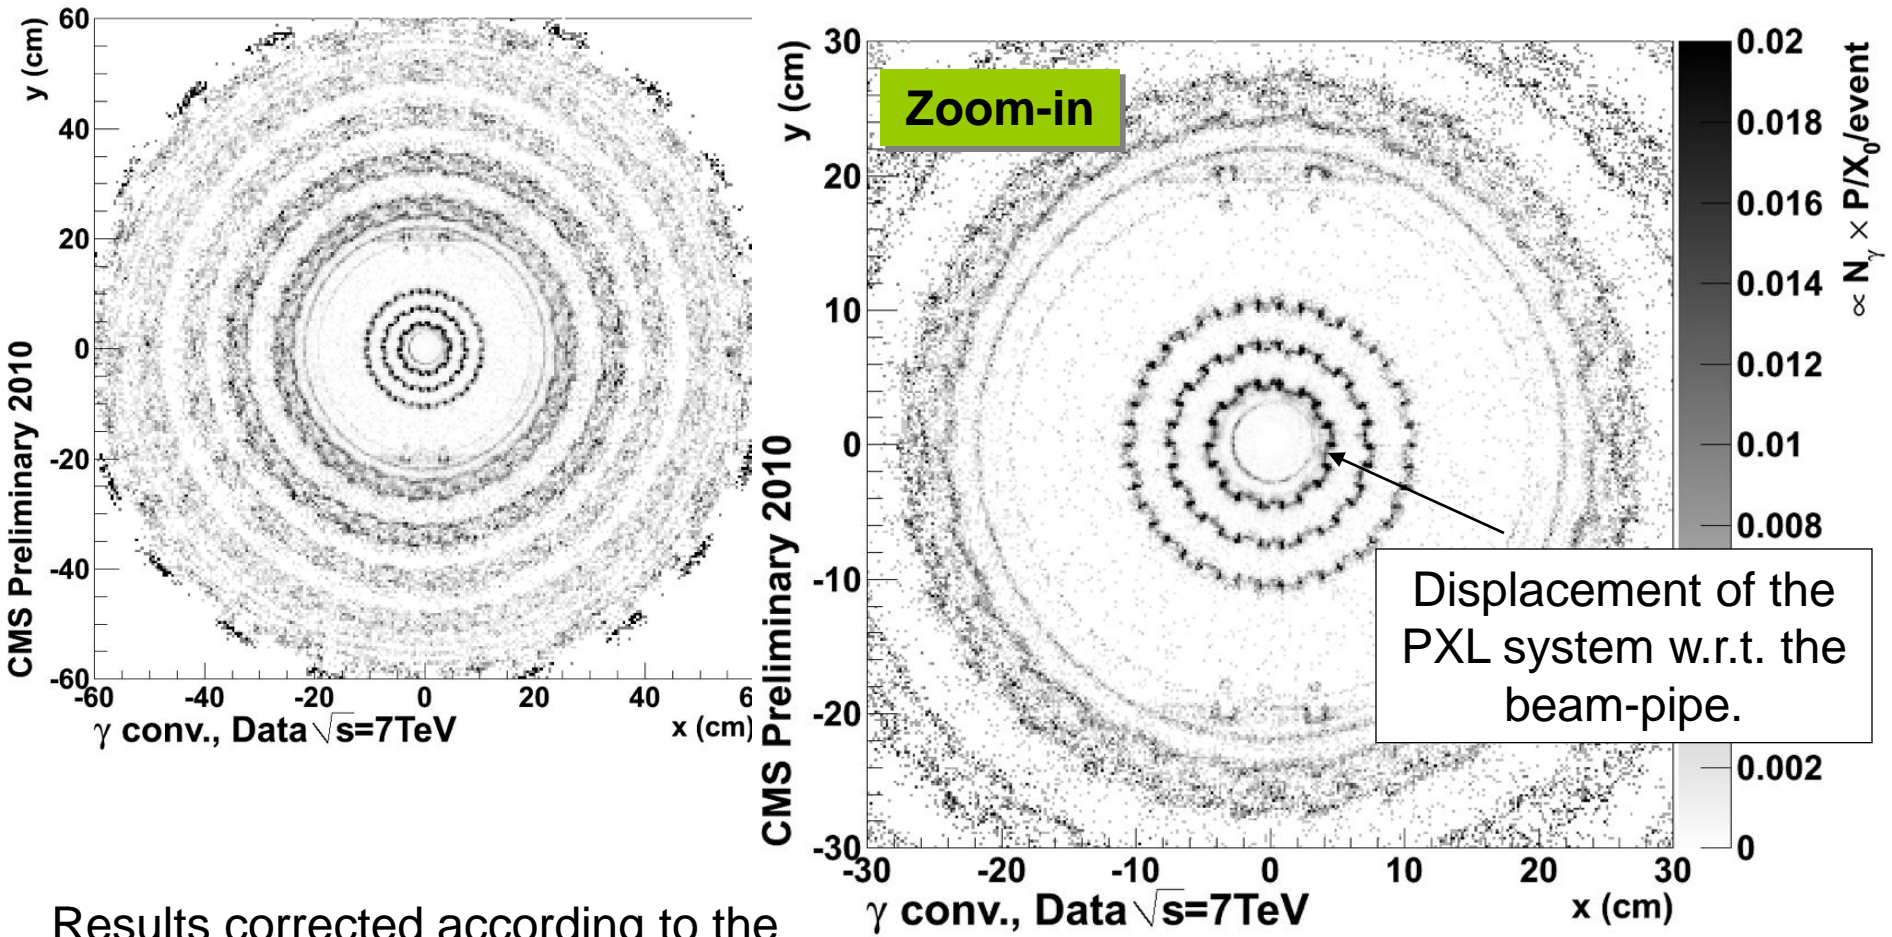 60
40
20
0
-20
-40
-60
y (cm)
CMS Preliminary 2010
-60
-40
-20
0
20
40
6
γ conv., Data √s=7TeV
x (cm)
Zoom-in
30
20
10
0
-10
-20
-30
y (cm)
CMS Preliminary 2010
-30
-20
-10
0
10
20
30
γ conv., Data √s=7TeV
x (cm)
0.02
0.018
0.016
0.014
0.012
0.01
0.008
0.002
0
∝ Nγ × P/X₀/event
Displacement of the
PXL system w.r.t. the
beam-pipe.
Results corrected according to the